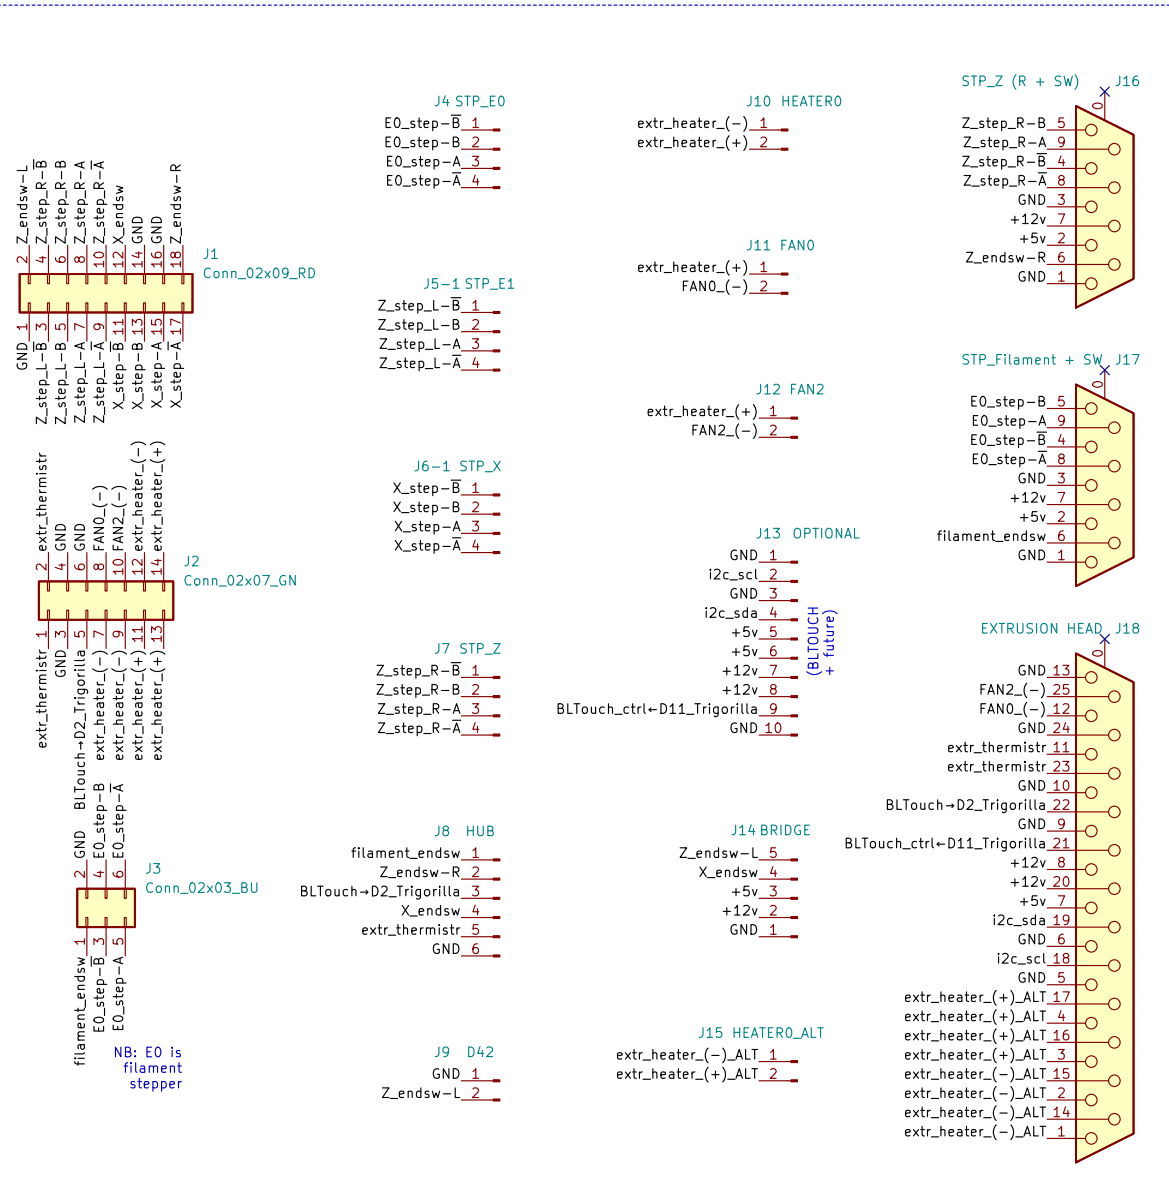 J1
Conn_02x09_RD
2 Z_endsw-L
4 Z_step_R-B̅
6 Z_step_R-B
8 Z_step_R-A
10 Z_step_R-A̅
12 X_endsw
14 GND
16 GND
18 Z_endsw-R
GND 1
Z_step_L-B̅ 3
Z_step_L-B 5
Z_step_L-A 7
Z_step_L-A̅ 9
X_step-B̅ 11
X_step-B 13
X_step-A 15
X_step-A̅ 17
J2
Conn_02x07_GN
2 extr_thermistr
4 GND
6 GND
8 FAN0_(-)
10 FAN2_(-)
12 extr_heater_(-)
14 extr_heater_(+)
extr_thermistr 1
GND 3
BLTouch→D2_Trigorilla 5
extr_heater_(-) 7
extr_heater_(-) 9
extr_heater_(+) 11
extr_heater_(+) 13
J3
Conn_02x03_BU
2 GND
4 E0_step-B
6 E0_step-A̅
filament_endsw 1
E0_step-B̅ 3
E0_step-A 5
NB: E0 is
filament
stepper
J4 STP_E0
E0_step-B̅ 1
E0_step-B 2
E0_step-A 3
E0_step-A̅ 4
J5-1 STP_E1
Z_step_L-B̅ 1
Z_step_L-B 2
Z_step_L-A 3
Z_step_L-A̅ 4
J6-1 STP_X
X_step-B̅ 1
X_step-B 2
X_step-A 3
X_step-A̅ 4
J7 STP_Z
Z_step_R-B̅ 1
Z_step_R-B 2
Z_step_R-A 3
Z_step_R-A̅ 4
J8 HUB
filament_endsw 1
Z_endsw-R 2
BLTouch→D2_Trigorilla 3
X_endsw 4
extr_thermistr 5
GND 6
J9 D42
GND 1
Z_endsw-L 2
J10 HEATER0
extr_heater_(-) 1
extr_heater_(+) 2
J11 FAN0
extr_heater_(+) 1
FAN0_(-) 2
J12 FAN2
extr_heater_(+) 1
FAN2_(-) 2
J13 OPTIONAL
GND 1
i2c_scl 2
GND 3
i2c_sda 4
+5v 5
+5v 6
+12v 7
+12v 8
BLTouch_ctrl←D11_Trigorilla 9
GND 10
(BLTOUCH
+ future)
J14 BRIDGE
Z_endsw-L 5
X_endsw 4
+5v 3
+12v 2
GND 1
J15 HEATER0_ALT
extr_heater_(-)_ALT 1
extr_heater_(+)_ALT 2
STP_Z (R + SW) J16
0
Z_step_R-B 5
Z_step_R-A 9
Z_step_R-B̅ 4
Z_step_R-A̅ 8
GND 3
+12v 7
+5v 2
Z_endsw-R 6
GND 1
STP_Filament + SW J17
0
E0_step-B 5
E0_step-A 9
E0_step-B̅ 4
E0_step-A̅ 8
GND 3
+12v 7
+5v 2
filament_endsw 6
GND 1
EXTRUSION HEAD J18
0
GND 13
FAN2_(-) 25
FAN0_(-) 12
GND 24
extr_thermistr 11
extr_thermistr 23
GND 10
BLTouch→D2_Trigorilla 22
GND 9
BLTouch_ctrl←D11_Trigorilla 21
+12v 8
+12v 20
+5v 7
i2c_sda 19
GND 6
i2c_scl 18
GND 5
extr_heater_(+)_ALT 17
extr_heater_(+)_ALT 4
extr_heater_(+)_ALT 16
extr_heater_(+)_ALT 3
extr_heater_(-)_ALT 15
extr_heater_(-)_ALT 2
extr_heater_(-)_ALT 14
extr_heater_(-)_ALT 1